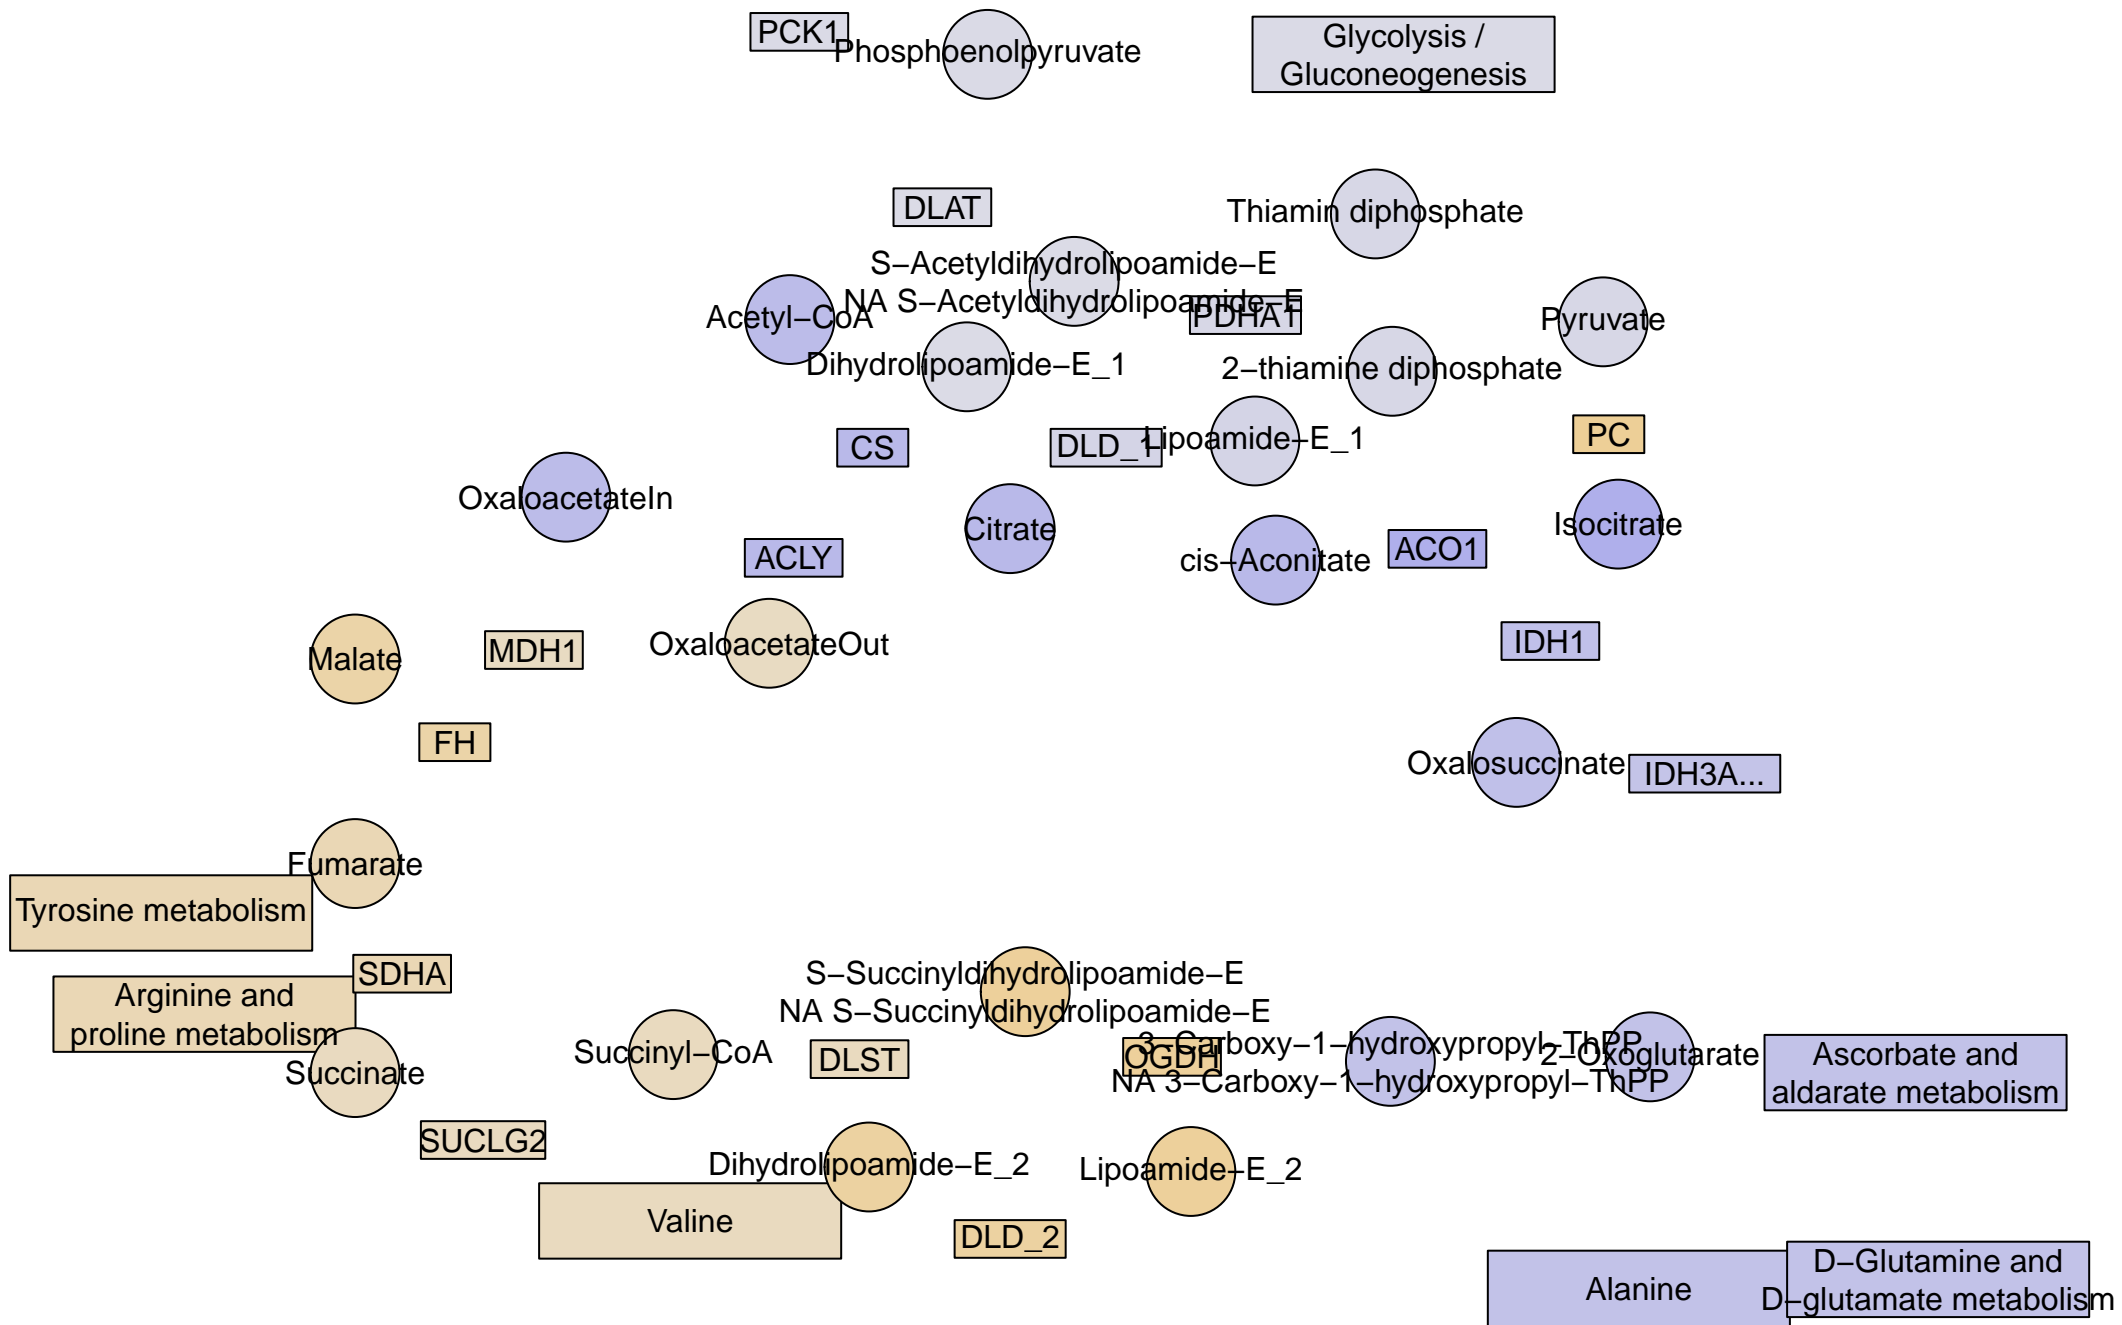 PCK1
Phosphoenolpyruvate
Glycolysis /
Gluconeogenesis
DLAT
Thiamin diphosphate
S−Acetyldihydrolipoamide−E
NA S−Acetyldihydrolipoamide−E
Acetyl−CoA
PDHA1
Pyruvate
Dihydrolipoamide−E_1
2−thiamine diphosphate
CS
DLD_1
Lipoamide−E_1
PC
OxaloacetateIn
Citrate
Isocitrate
ACLY
cis−Aconitate
ACO1
Malate
MDH1
OxaloacetateOut
IDH1
FH
Oxalosuccinate
IDH3A...
Fumarate
Tyrosine metabolism
SDHA
Arginine and
proline metabolism
S−Succinyldihydrolipoamide−E
NA S−Succinyldihydrolipoamide−E
Succinate
Succinyl−CoA
DLST
OGDH
3−Carboxy−1−hydroxypropyl−ThPP
NA 3−Carboxy−1−hydroxypropyl−ThPP
2−Oxoglutarate
Ascorbate and
aldarate metabolism
SUCLG2
Dihydrolipoamide−E_2
Lipoamide−E_2
Valine
DLD_2
Alanine
D−Glutamine and
D−glutamate metabolism